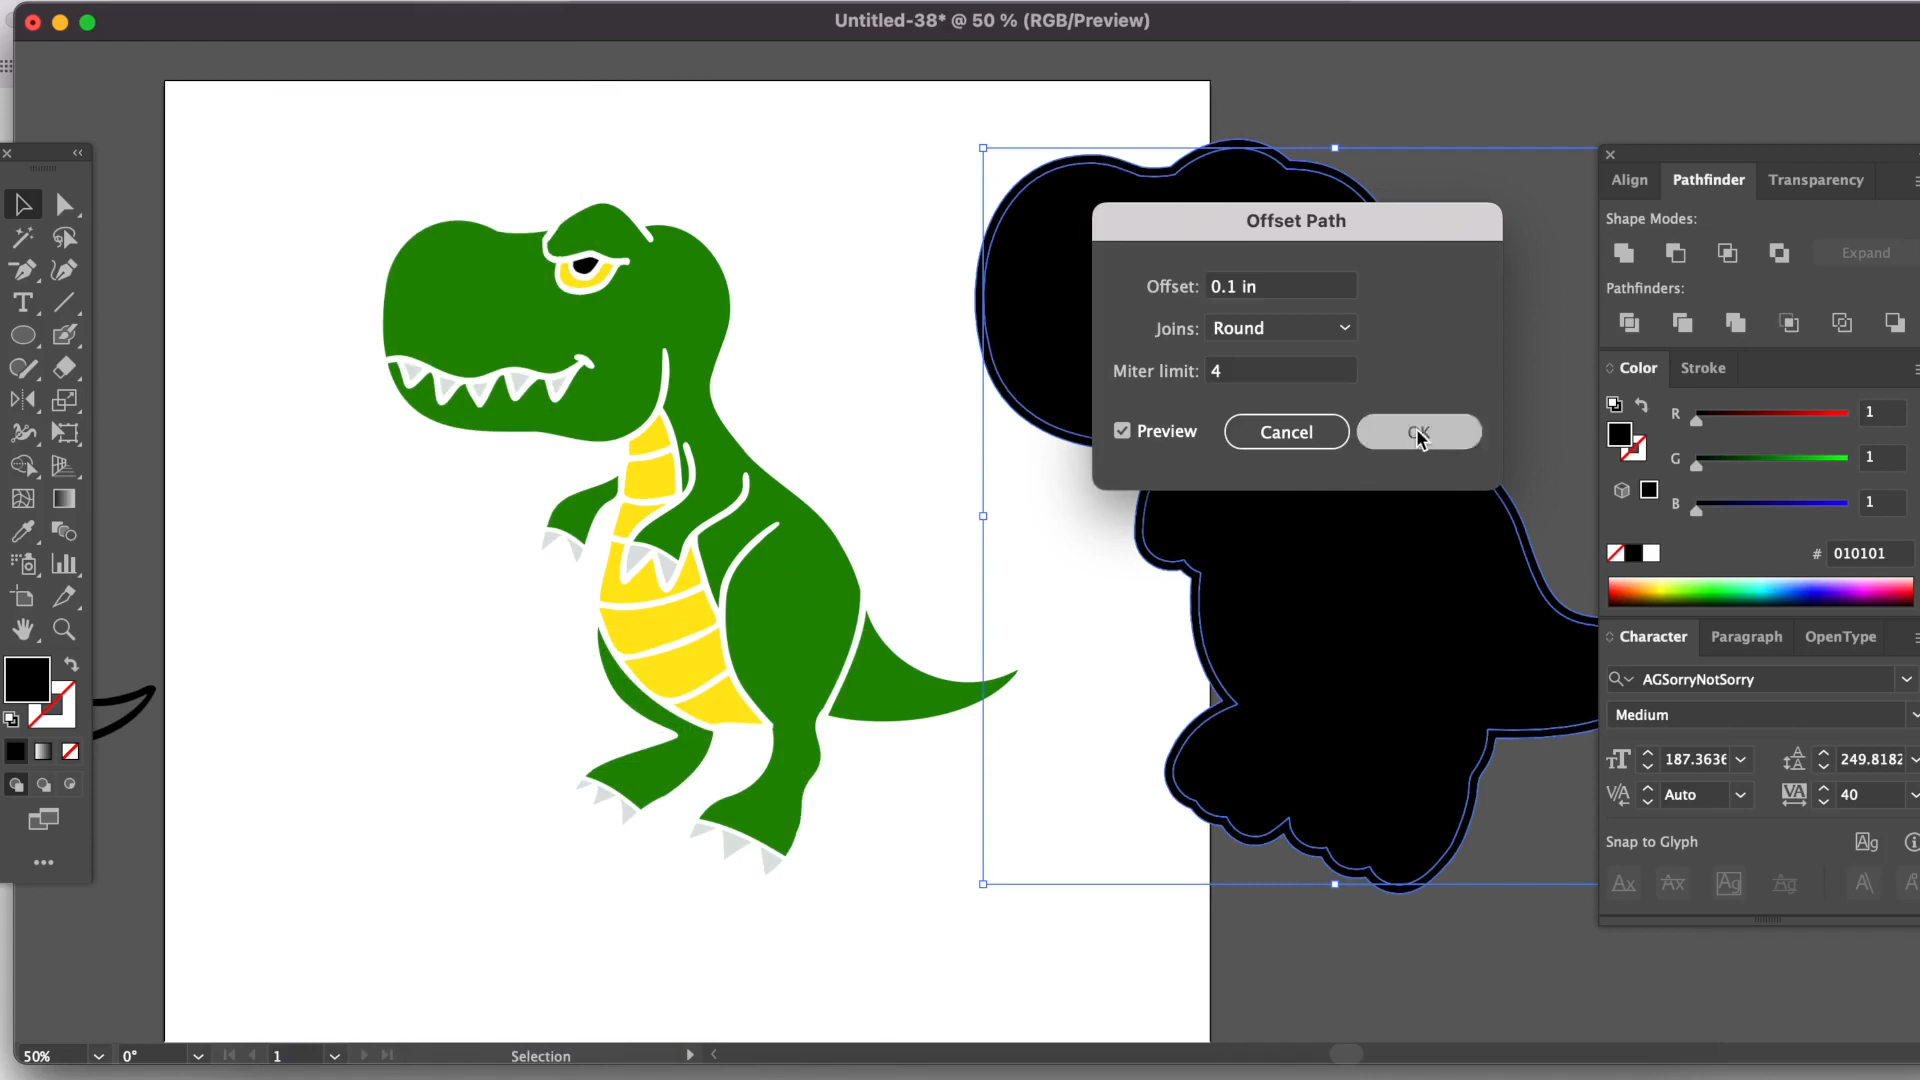 Untitled-38* @ 50 % (RGB/Preview)
Offset Path
Offset: 0.1 in
Joins: Round
Miter limit: 4
Preview
Cancel
OK
Align Pathfinder Transparency
Shape Modes:
Expand
Pathfinders:
Color Stroke
R 1
G 1
B 1
# 010101
Character Paragraph OpenType
AGSorryNotSorry
Medium
187.3636 249.8182
Auto 40
Snap to Glyph
50% 0° 1 Selection